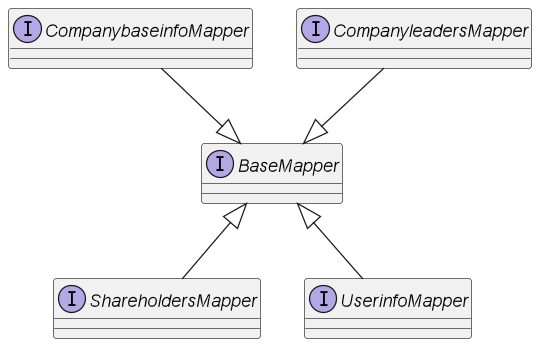 I CompanybaseinfoMapper
I CompanyleadersMapper
I BaseMapper
I ShareholdersMapper
I UserinfoMapper